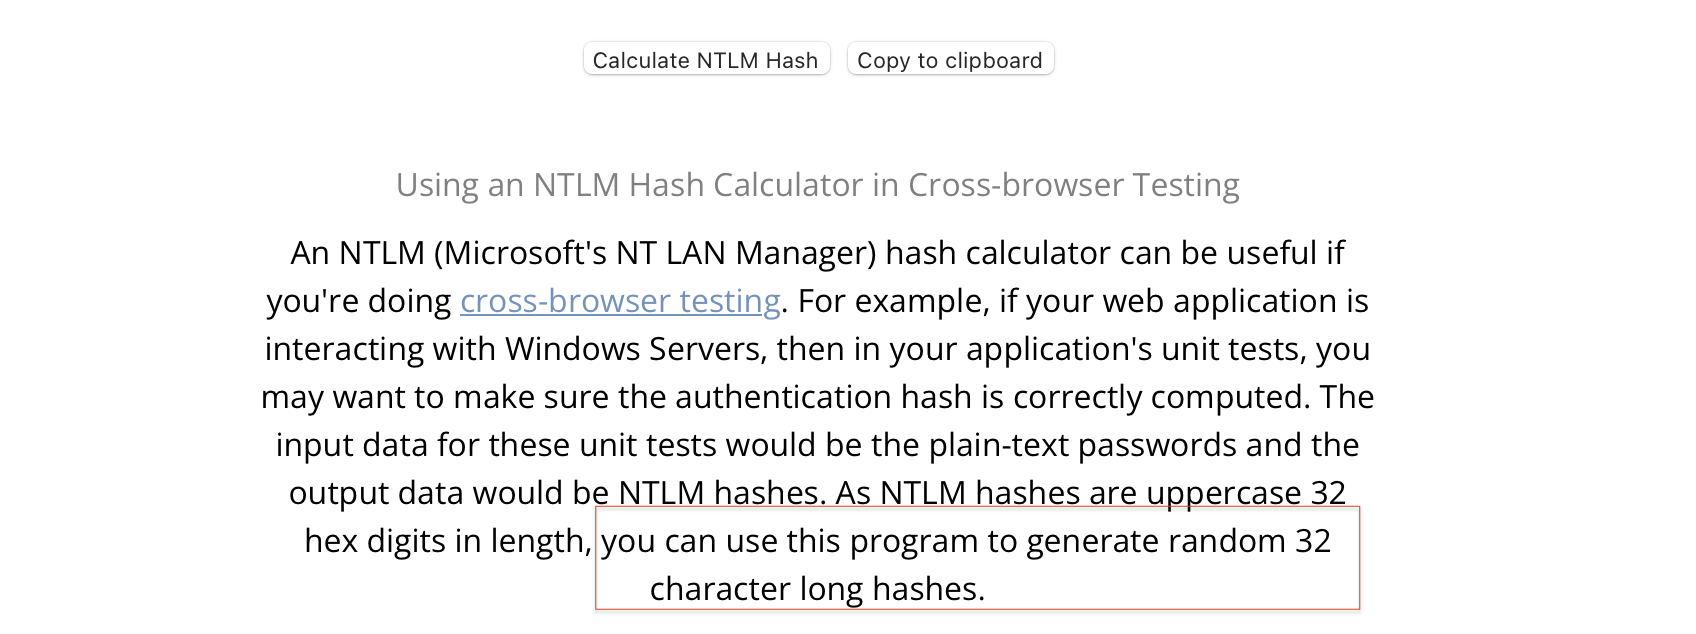 Calculate NTLM Hash Copy to clipboard
Using an NTLM Hash Calculator in Cross-browser Testing
An NTLM (Microsoft's NT LAN Manager) hash calculator can be useful if
you're doing cross-browser testing. For example, if your web application is
interacting with Windows Servers, then in your application's unit tests, you
may want to make sure the authentication hash is correctly computed. The
input data for these unit tests would be the plain-text passwords and the
output data would be NTLM hashes. As NTLM hashes are uppercase 32
hex digits in length, you can use this program to generate random 32
character long hashes.